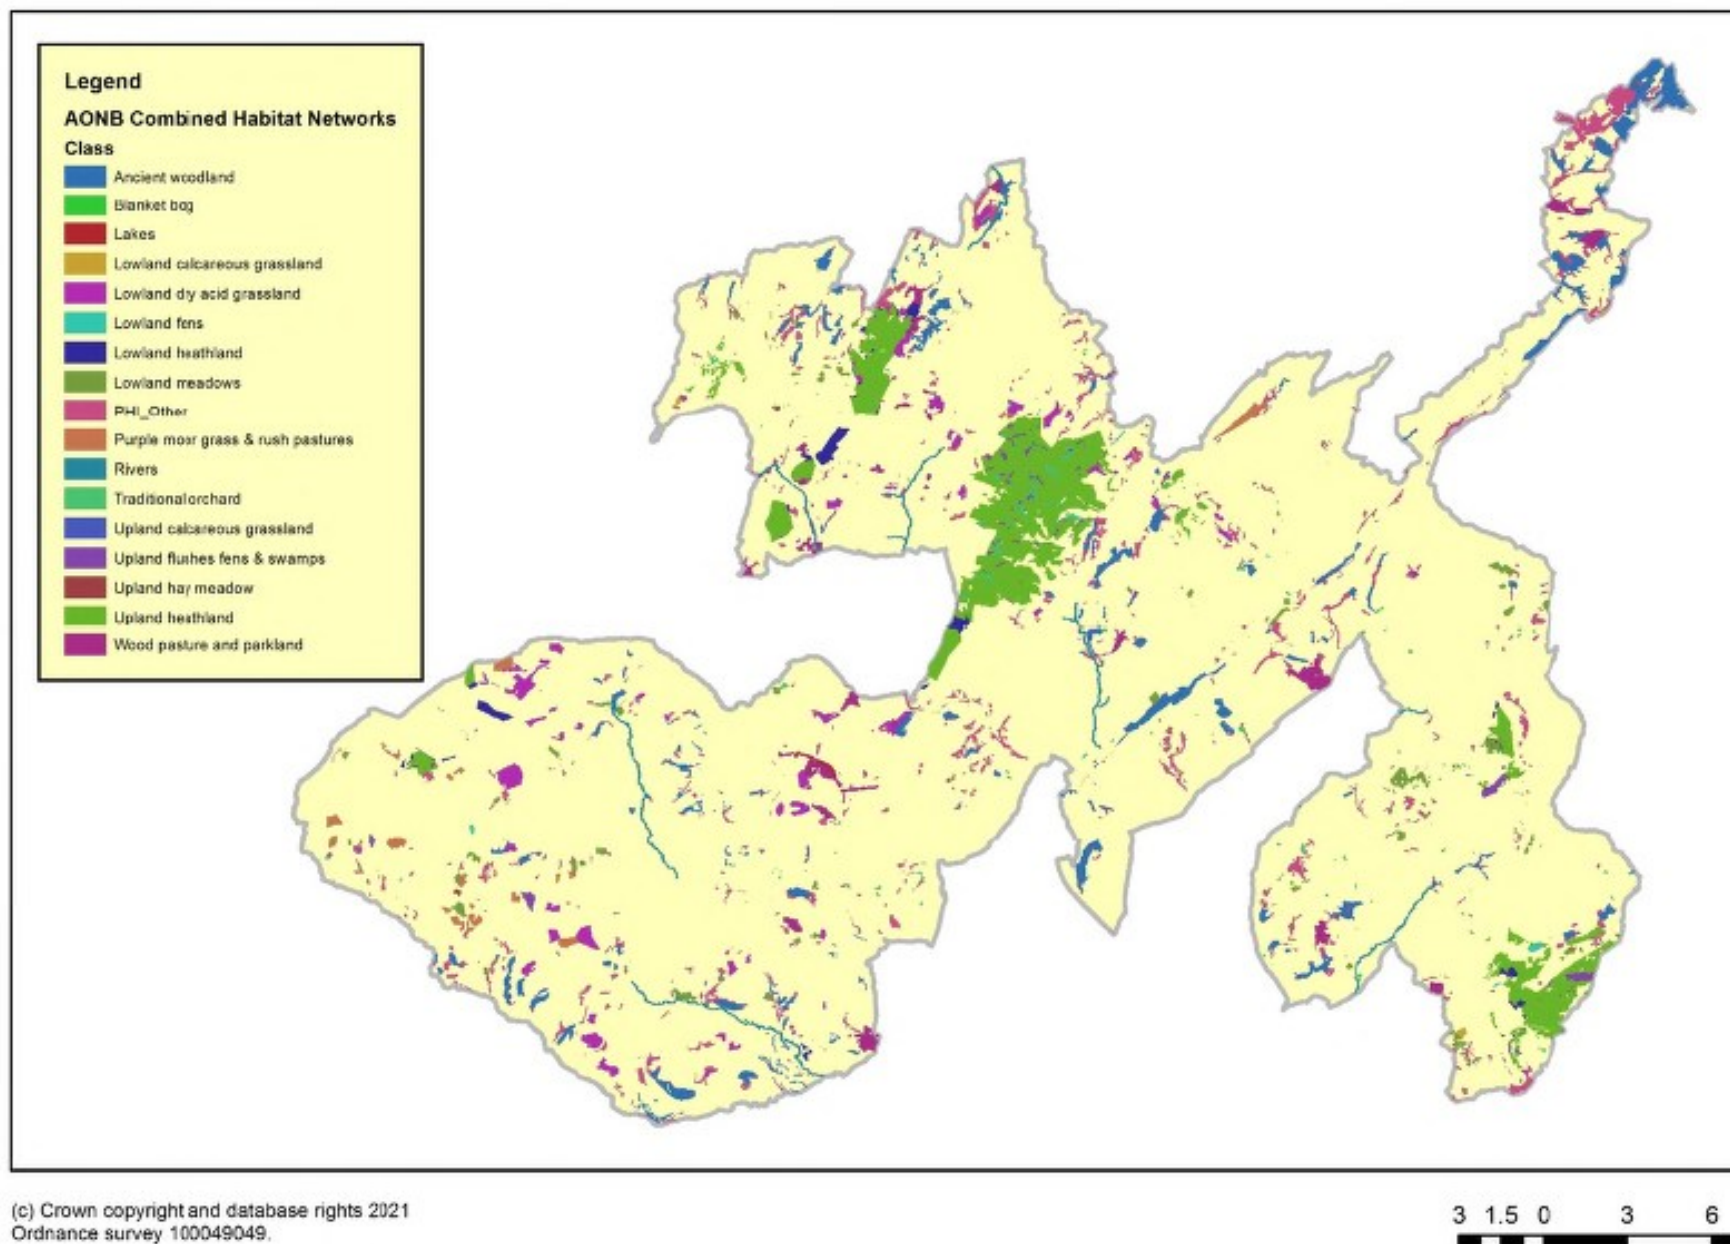 Legend
AONB Combined Habitat Networks
Class
Ancient woodland
Blanket bog
Lakes
Lowland calcareous grassland
Lowland dry acid grassland
Lowland fens
Lowland heathland
Lowland meadows
PHI_Other
Purple moor grass & rush pastures
Rivers
Traditional orchard
Upland calcareous grassland
Upland flushes fens & swamps
Upland hay meadow
Upland heathland
Wood pasture and parkland
(c) Crown copyright and database rights 2021
Ordnance survey 100049049.
3 1.5 0 3 6